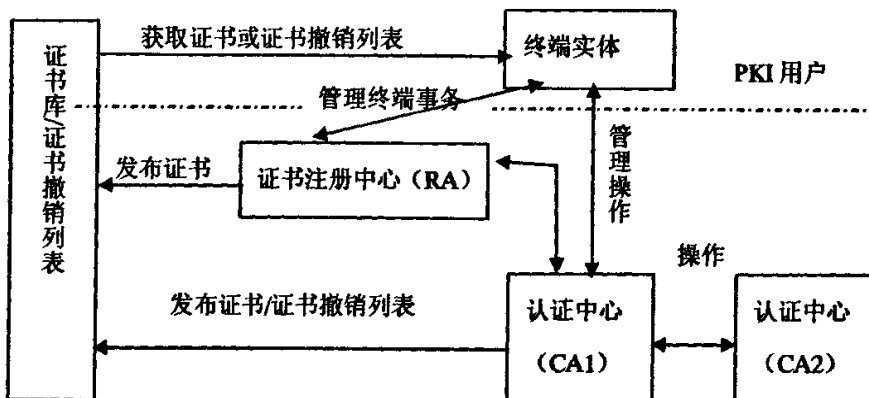 获取证书或证书撤销列表
终端实体
PKI 用户
证书库/证书撤销列表
管理终端事务
管理操作
发布证书
证书注册中心（RA）
操作
发布证书/证书撤销列表
认证中心
（CA1）
认证中心
（CA2）